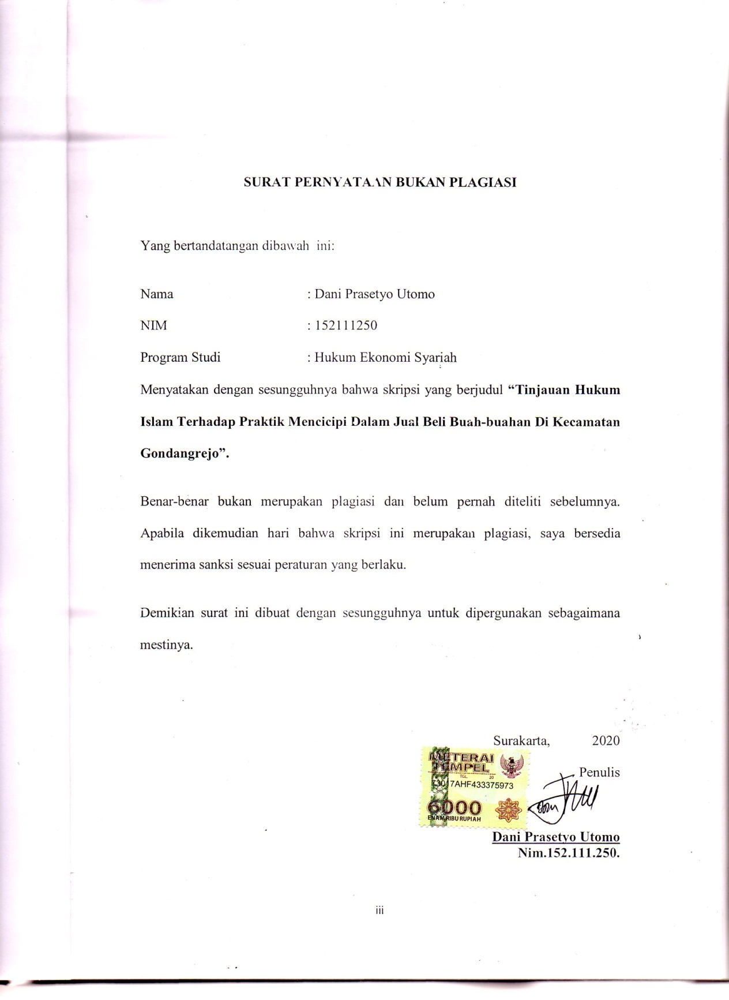 SURAT PERNYATAAN BUKAN PLAGIASI
Yang bertandatangan dibawah ini:
Nama : Dani Prasetyo Utomo
NIM : 152111250
Program Studi : Hukum Ekonomi Syariah
Menyatakan dengan sesungguhnya bahwa skripsi yang berjudul “Tinjauan Hukum
Islam Terhadap Praktik Mencicipi Dalam Jual Beli Buah-buahan Di Kecamatan
Gondangrejo”.
Benar-benar bukan merupakan plagiasi dan belum pernah diteliti sebelumnya.
Apabila dikemudian hari bahwa skripsi ini merupakan plagiasi, saya bersedia
menerima sanksi sesuai peraturan yang berlaku.
Demikian surat ini dibuat dengan sesungguhnya untuk dipergunakan sebagaimana
mestinya.
Surakarta, 2020
METERAI
TEMPEL
TGL. 20
7AHF433375973
6000
ENAM RIBU RUPIAH
Penulis
Dani Prasetyo Utomo
Nim.152.111.250.
iii